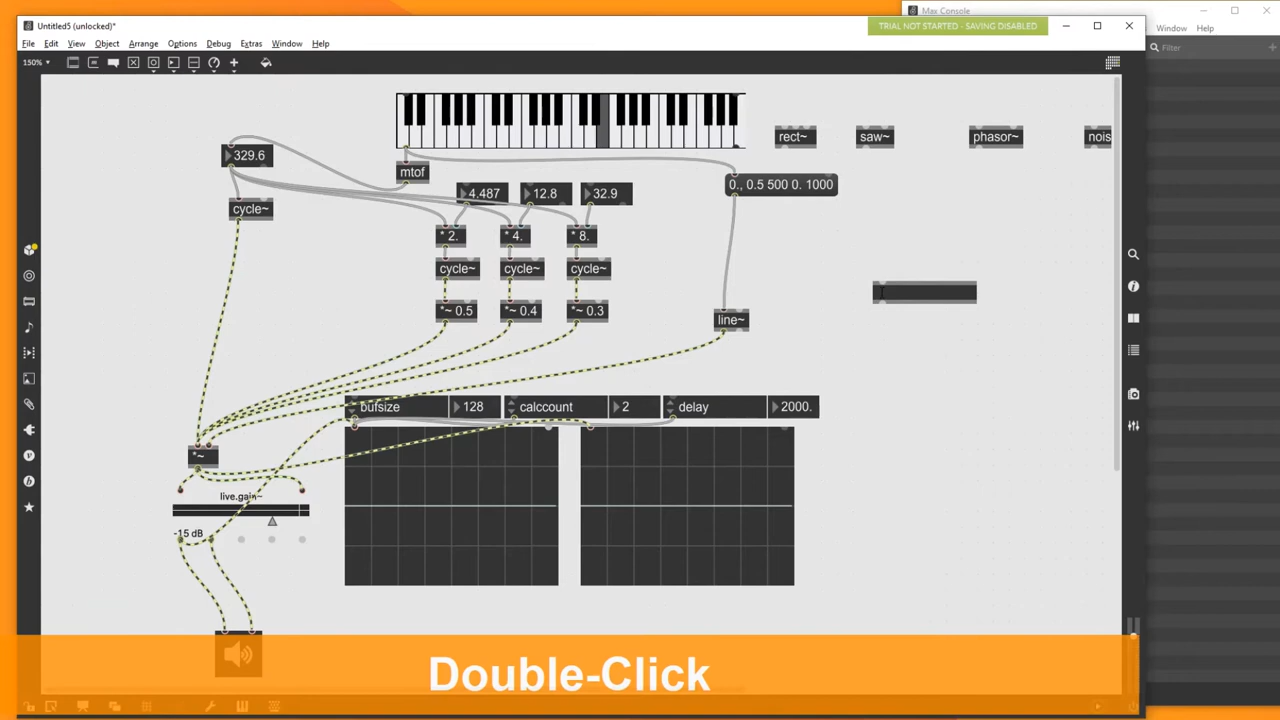 Max Console
Untitled5 (unlocked)*
TRIAL NOT STARTED - SAVING DISABLED
File Edit View Object Arrange Options Debug Extras Window Help
Window Help
150%
Filter
rect~ saw~ phasor~ nois
329.6
mtof
0., 0.5 500 0. 1000
4.487 12.8 32.9
cycle~
* 2. * 4. * 8.
cycle~ cycle~ cycle~
*~ 0.5 *~ 0.4 *~ 0.3
line~
bufsize 128 calccount 2 delay 2000.
*~
live.gain~
-15 dB
Double-Click